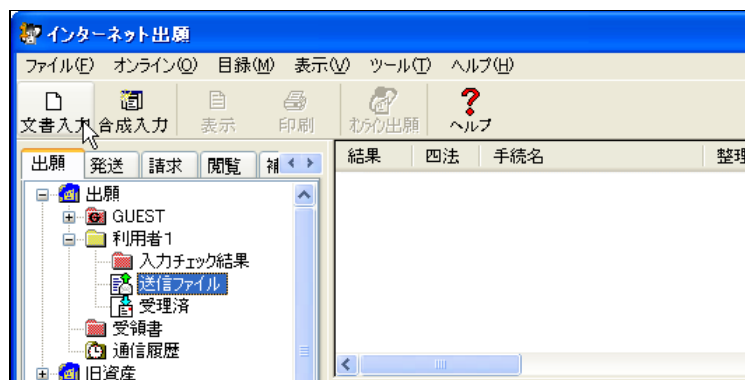 インターネット出願
ファイル(F) オンライン(O) 目録(M) 表示(V) ツール(T) ヘルプ(H)
文書入力 合成入力 表示 印刷 オンライン出願 ヘルプ
出願 発送 請求 閲覧 補
結果 四法 手続名 整理
出願
GUEST
利用者1
入力チェック結果
送信ファイル
受理済
受領書
通信履歴
旧資産